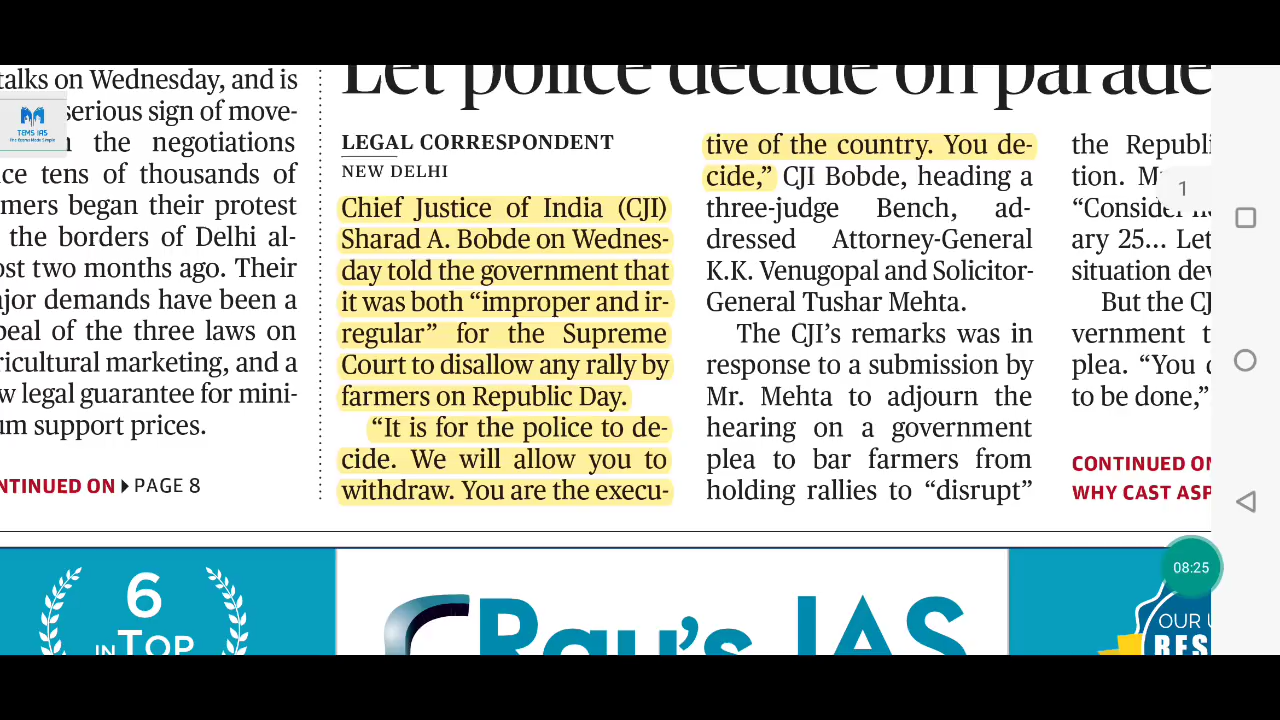 Let police decide on parade
talks on Wednesday, and is
serious sign of move-
the negotiations
tens of thousands of
began their protest
the borders of Delhi al-
two months ago. Their
demands have been a
of the three laws on
marketing, and a
legal guarantee for mini-
support prices.
CONTINUED ON PAGE 8
LEGAL CORRESPONDENT
NEW DELHI
Chief Justice of India (CJI)
Sharad A. Bobde on Wednes-
day told the government that
it was both “improper and ir-
regular” for the Supreme
Court to disallow any rally by
farmers on Republic Day.
“It is for the police to de-
cide. We will allow you to
withdraw. You are the execu-
tive of the country. You de-
cide,” CJI Bobde, heading a
three-judge Bench, ad-
dressed Attorney-General
K.K. Venugopal and Solicitor-
General Tushar Mehta.
The CJI’s remarks was in
response to a submission by
Mr. Mehta to adjourn the
hearing on a government
plea to bar farmers from
holding rallies to “disrupt”
the Republi
tion.
ary 25... Let
situation dev
But the CJ
vernment t
plea. “You
to be done,”
CONTINUED ON
WHY CAST ASP
TEMS IAS
1
08:25
6
IN TOP
Rau's IAS
OUR U
RES